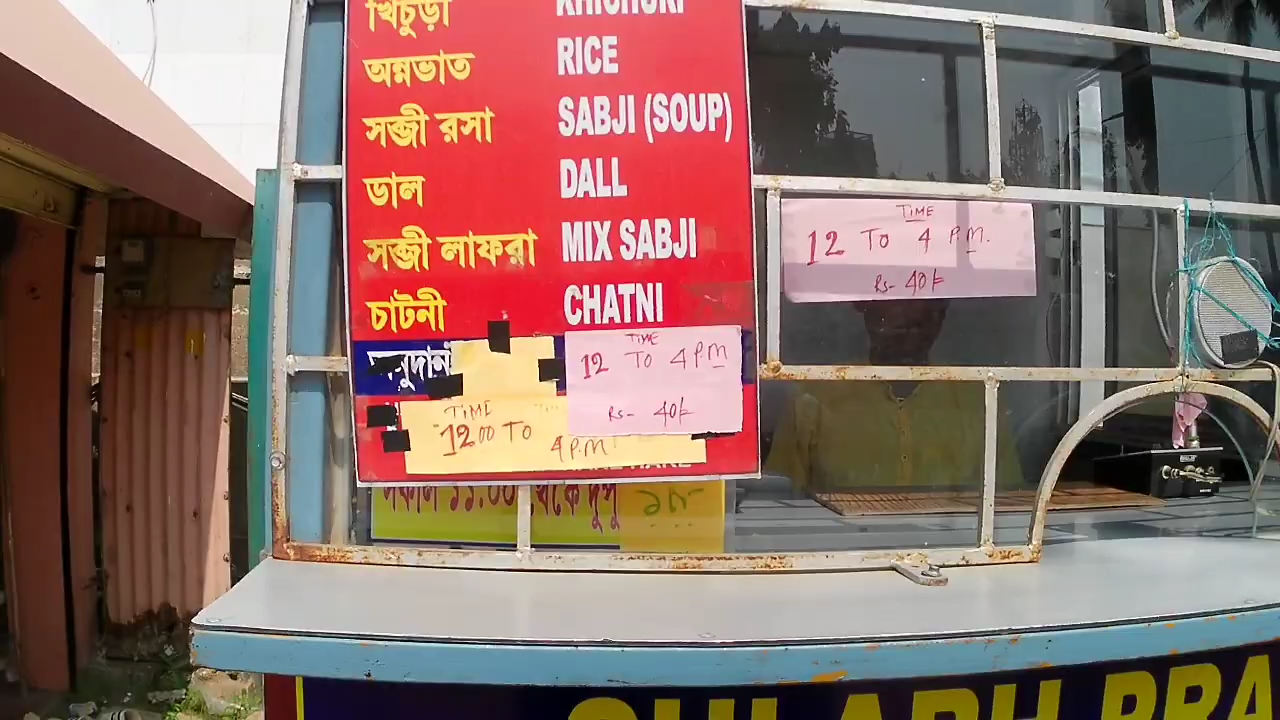 খিচুড়ী KHICHURI
অন্নভাত RICE
সব্জী রসা SABJI (SOUP)
ডাল DALL
সব্জী লাফরা MIX SABJI
চাটনী CHATNI
TIME
12 TO 4 PM
Rs- 40/-
TIME
12 00 TO 4 P.M
TIME
12 TO 4 P.M.
Rs- 40/-